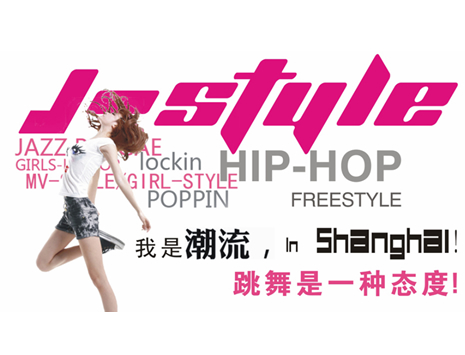 J-style
JAZZ
lockin
HIP-HOP
GIRLS-
GIRL-STYLE
POPPIN
FREESTYLE
我是潮流，in Shanghai!
跳舞是一种态度!